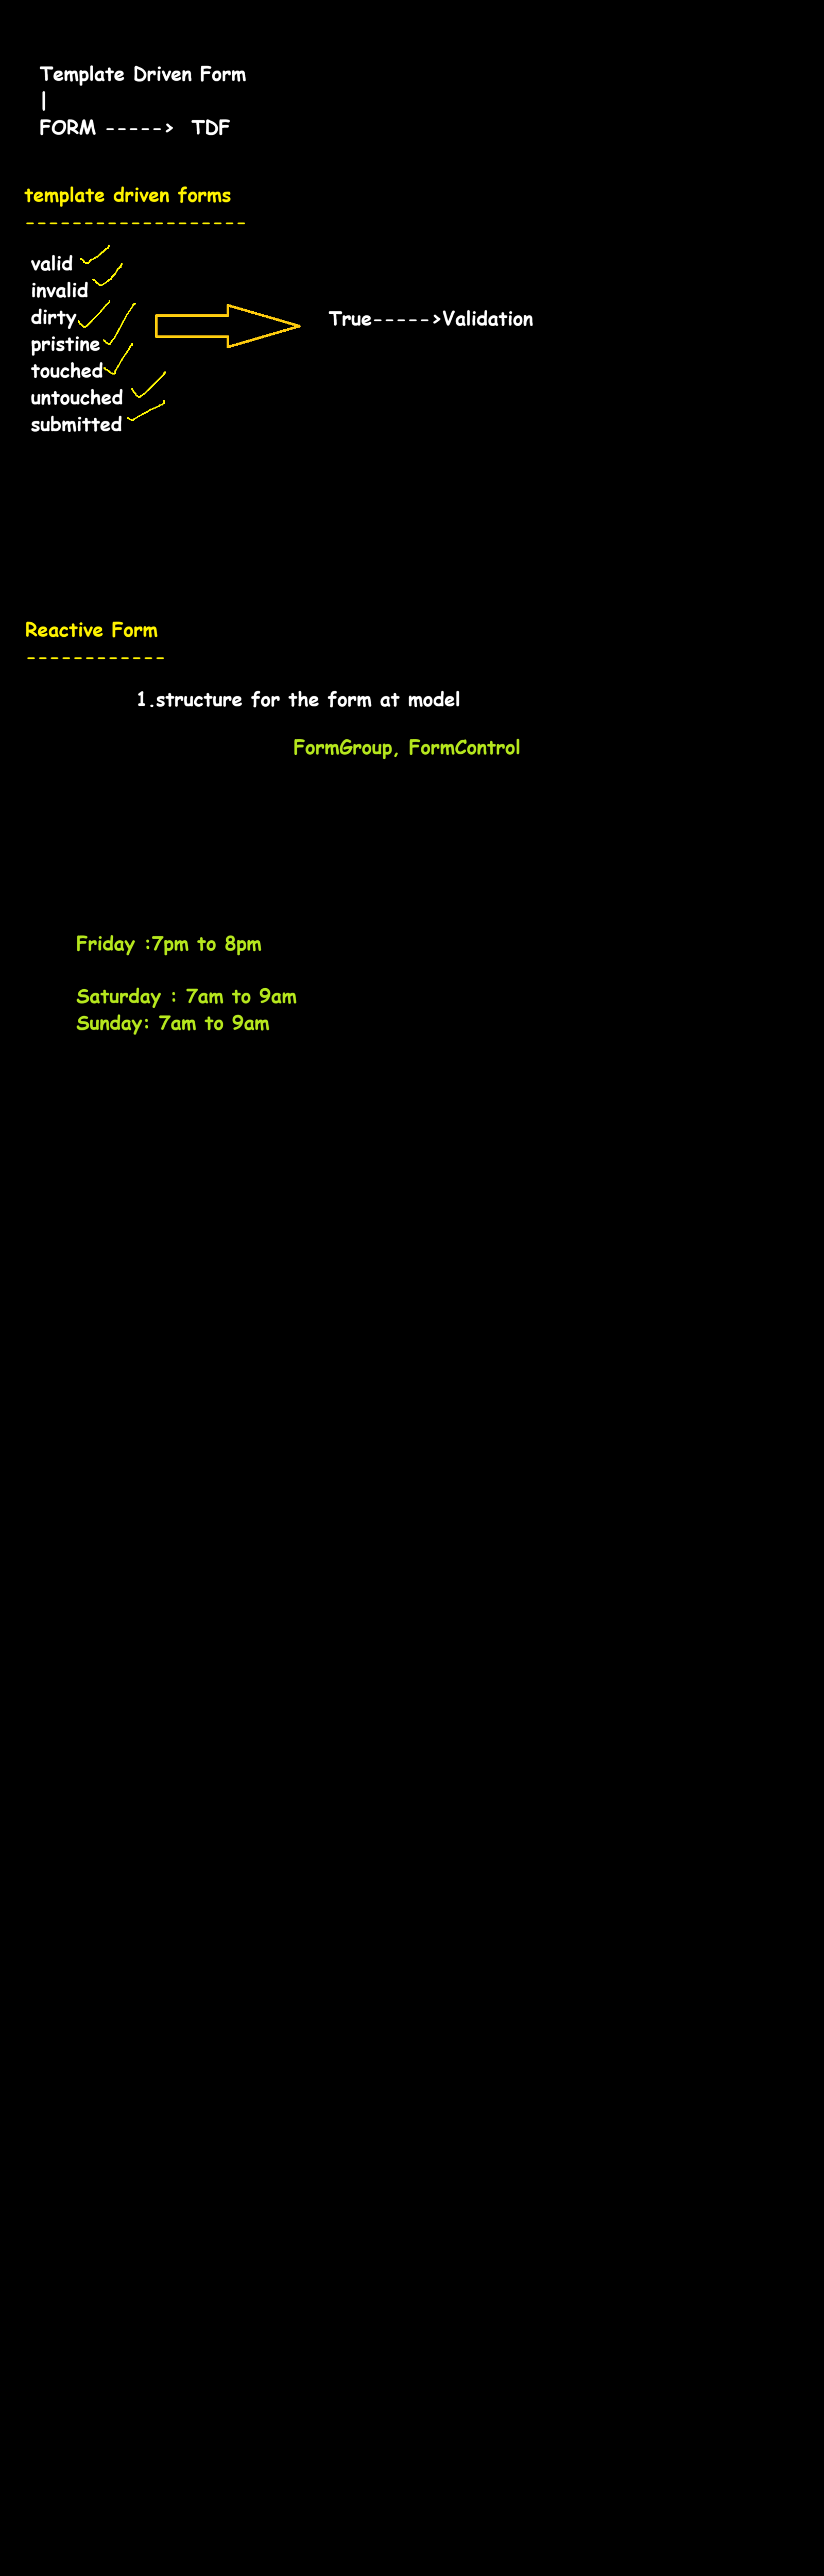 Template Driven Form
|
FORM -----> TDF
template driven forms
-------------------
valid
invalid
dirty
pristine
touched
untouched
submitted
True----->Validation
Reactive Form
------------
1.structure for the form at model
FormGroup, FormControl
Friday :7pm to 8pm
Saturday : 7am to 9am
Sunday: 7am to 9am